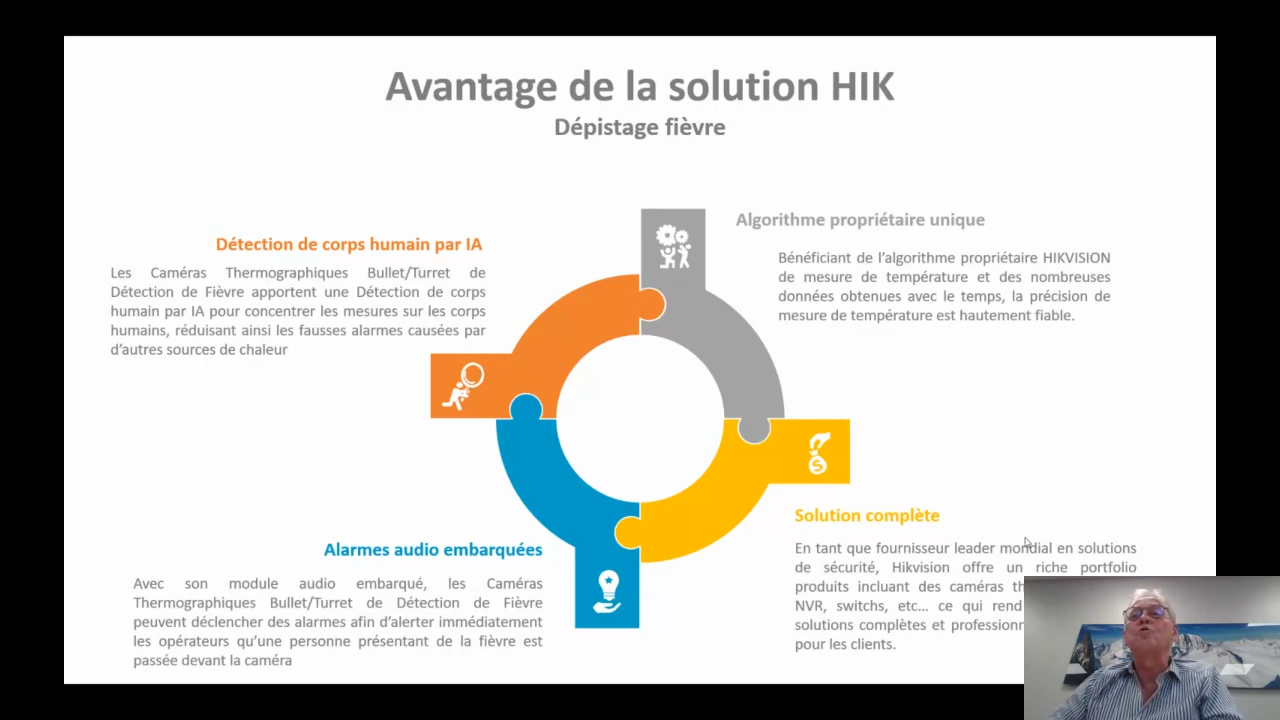 Avantage de la solution HIK
Dépistage fièvre
Détection de corps humain par IA
Les Caméras Thermographiques Bullet/Turret de
Détection de Fièvre apportent une Détection de corps
humain par IA pour concentrer les mesures sur les corps
humains, réduisant ainsi les fausses alarmes causées par
d'autres sources de chaleur
Algorithme propriétaire unique
Bénéficiant de l'algorithme propriétaire HIKVISION
de mesure de température et des nombreuses
données obtenues avec le temps, la précision de
mesure de température est hautement fiable.
Alarmes audio embarquées
Avec son module audio embarqué, les Caméras
Thermographiques Bullet/Turret de Détection de Fièvre
peuvent déclencher des alarmes afin d'alerter immédiatement
les opérateurs qu'une personne présentant de la fièvre est
passée devant la caméra
Solution complète
En tant que fournisseur leader mondial en solutions
de sécurité, Hikvision offre un riche portfolio
produits incluant des caméras
NVR, switchs, etc... ce qui rend
solutions complètes et
pour les clients.